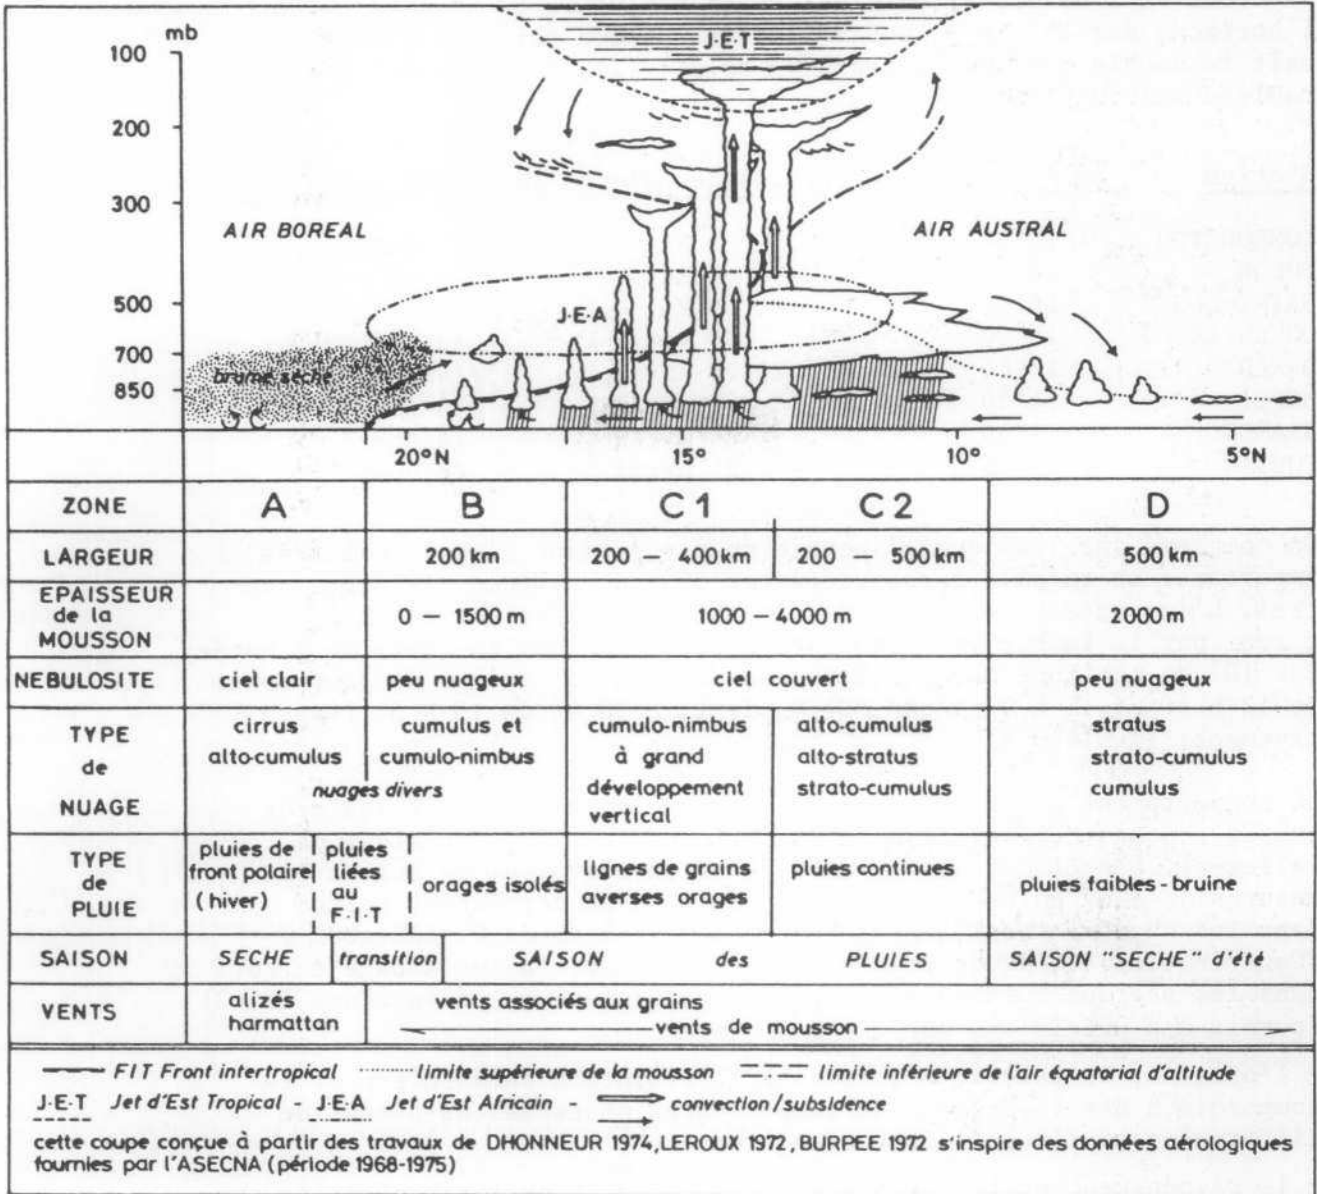 mb
100
200
300
500
700
850
J·E·T
AIR BOREAL
AIR AUSTRAL
J·E·A
brume sèche
20°N
15°
10°
5°N
ZONE A B C1 C2 D
LARGEUR 200 km 200 — 400km 200 — 500km 500 km
EPAISSEUR
de la
MOUSSON
0 — 1500 m 1000 — 4000 m 2000 m
NEBULOSITE ciel clair peu nuageux ciel couvert peu nuageux
TYPE
de
NUAGE
cirrus
alto-cumulus
cumulus et
cumulo-nimbus
nuages divers
cumulo-nimbus
à grand
développement
vertical
alto-cumulus
alto-stratus
strato-cumulus
stratus
strato-cumulus
cumulus
TYPE
de
PLUIE
pluies de
front polaire
(hiver)
pluies
liées
au
F·I·T
orages isolés
lignes de grains
averses orages
pluies continues
pluies faibles - bruine
SAISON SECHE transition SAISON des PLUIES SAISON "SECHE" d'été
VENTS
alizés
harmattan
vents associés aux grains
vents de mousson
FIT Front intertropical limite supérieure de la mousson limite inférieure de l'air équatorial d'altitude
J·E·T Jet d'Est Tropical - J·E·A Jet d'Est Africain - convection/subsidence
cette coupe conçue à partir des travaux de DHONNEUR 1974, LEROUX 1972, BURPEE 1972 s'inspire des données aérologiques
fournies par l'ASECNA (période 1968-1975)